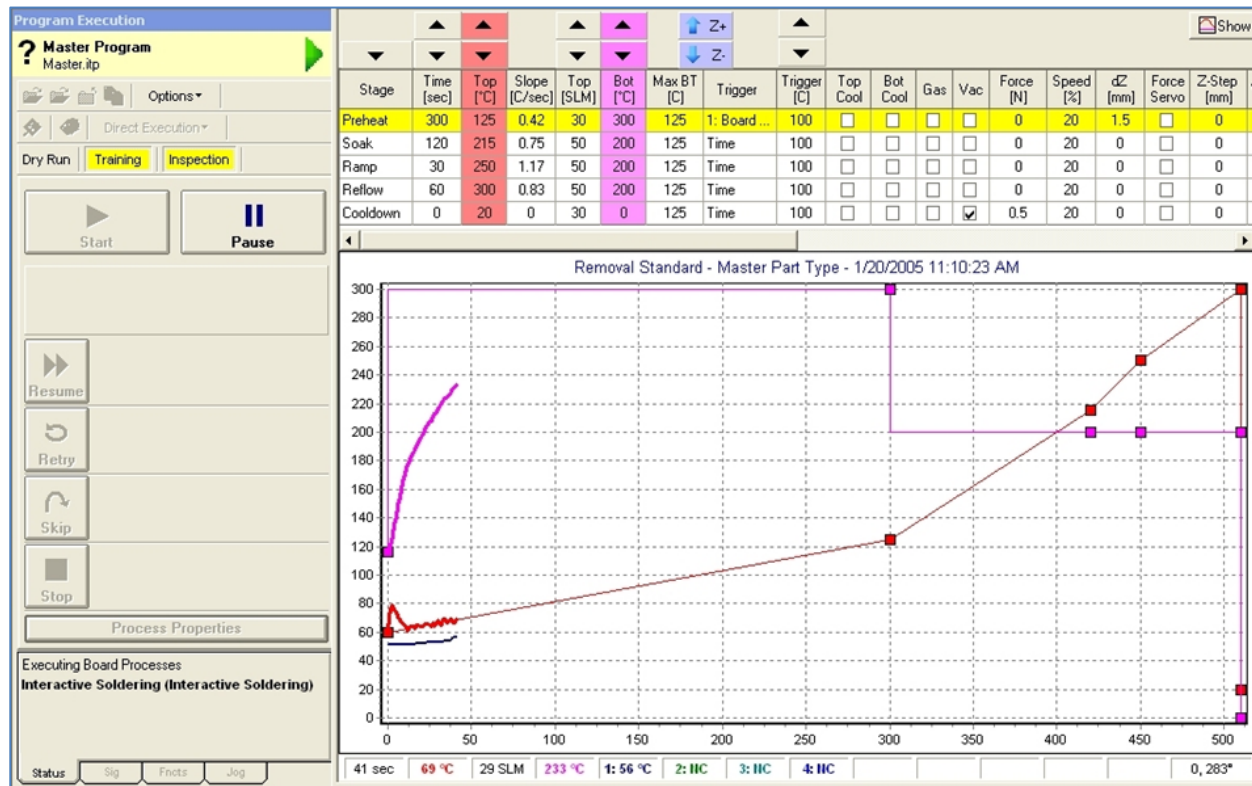 Program Execution
? Master Program
Master.itp
Options
Direct Execution
Dry Run Training Inspection
Start Pause
Resume
Retry
Skip
Stop
Process Properties
Executing Board Processes
Interactive Soldering (Interactive Soldering)
Status Sig Fncts Jog
Z+
Z-
Show
Stage Time [sec] Top [°C] Slope [C/sec] Top [SLM] Bot [°C] Max BT [C] Trigger Trigger [C] Top Cool Bot Cool Gas Vac Force [N] Speed [%] dZ [mm] Force Servo Z-Step [mm]
Preheat 300 125 0.42 30 300 125 1: Board ... 100 0 20 1.5 0
Soak 120 215 0.75 50 200 125 Time 100 0 20 0 0
Ramp 30 250 1.17 50 200 125 Time 100 0 20 0 0
Reflow 60 300 0.83 50 200 125 Time 100 0 20 0 0
Cooldown 0 20 0 30 0 125 Time 100 0.5 20 0 0
Removal Standard - Master Part Type - 1/20/2005 11:10:23 AM
300
280
260
240
220
200
180
160
140
120
100
80
60
40
20
0
0 50 100 150 200 250 300 350 400 450 500
41 sec 69 °C 29 SLM 233 °C 1: 56 °C 2: NC 3: NC 4: NC 0, 283"